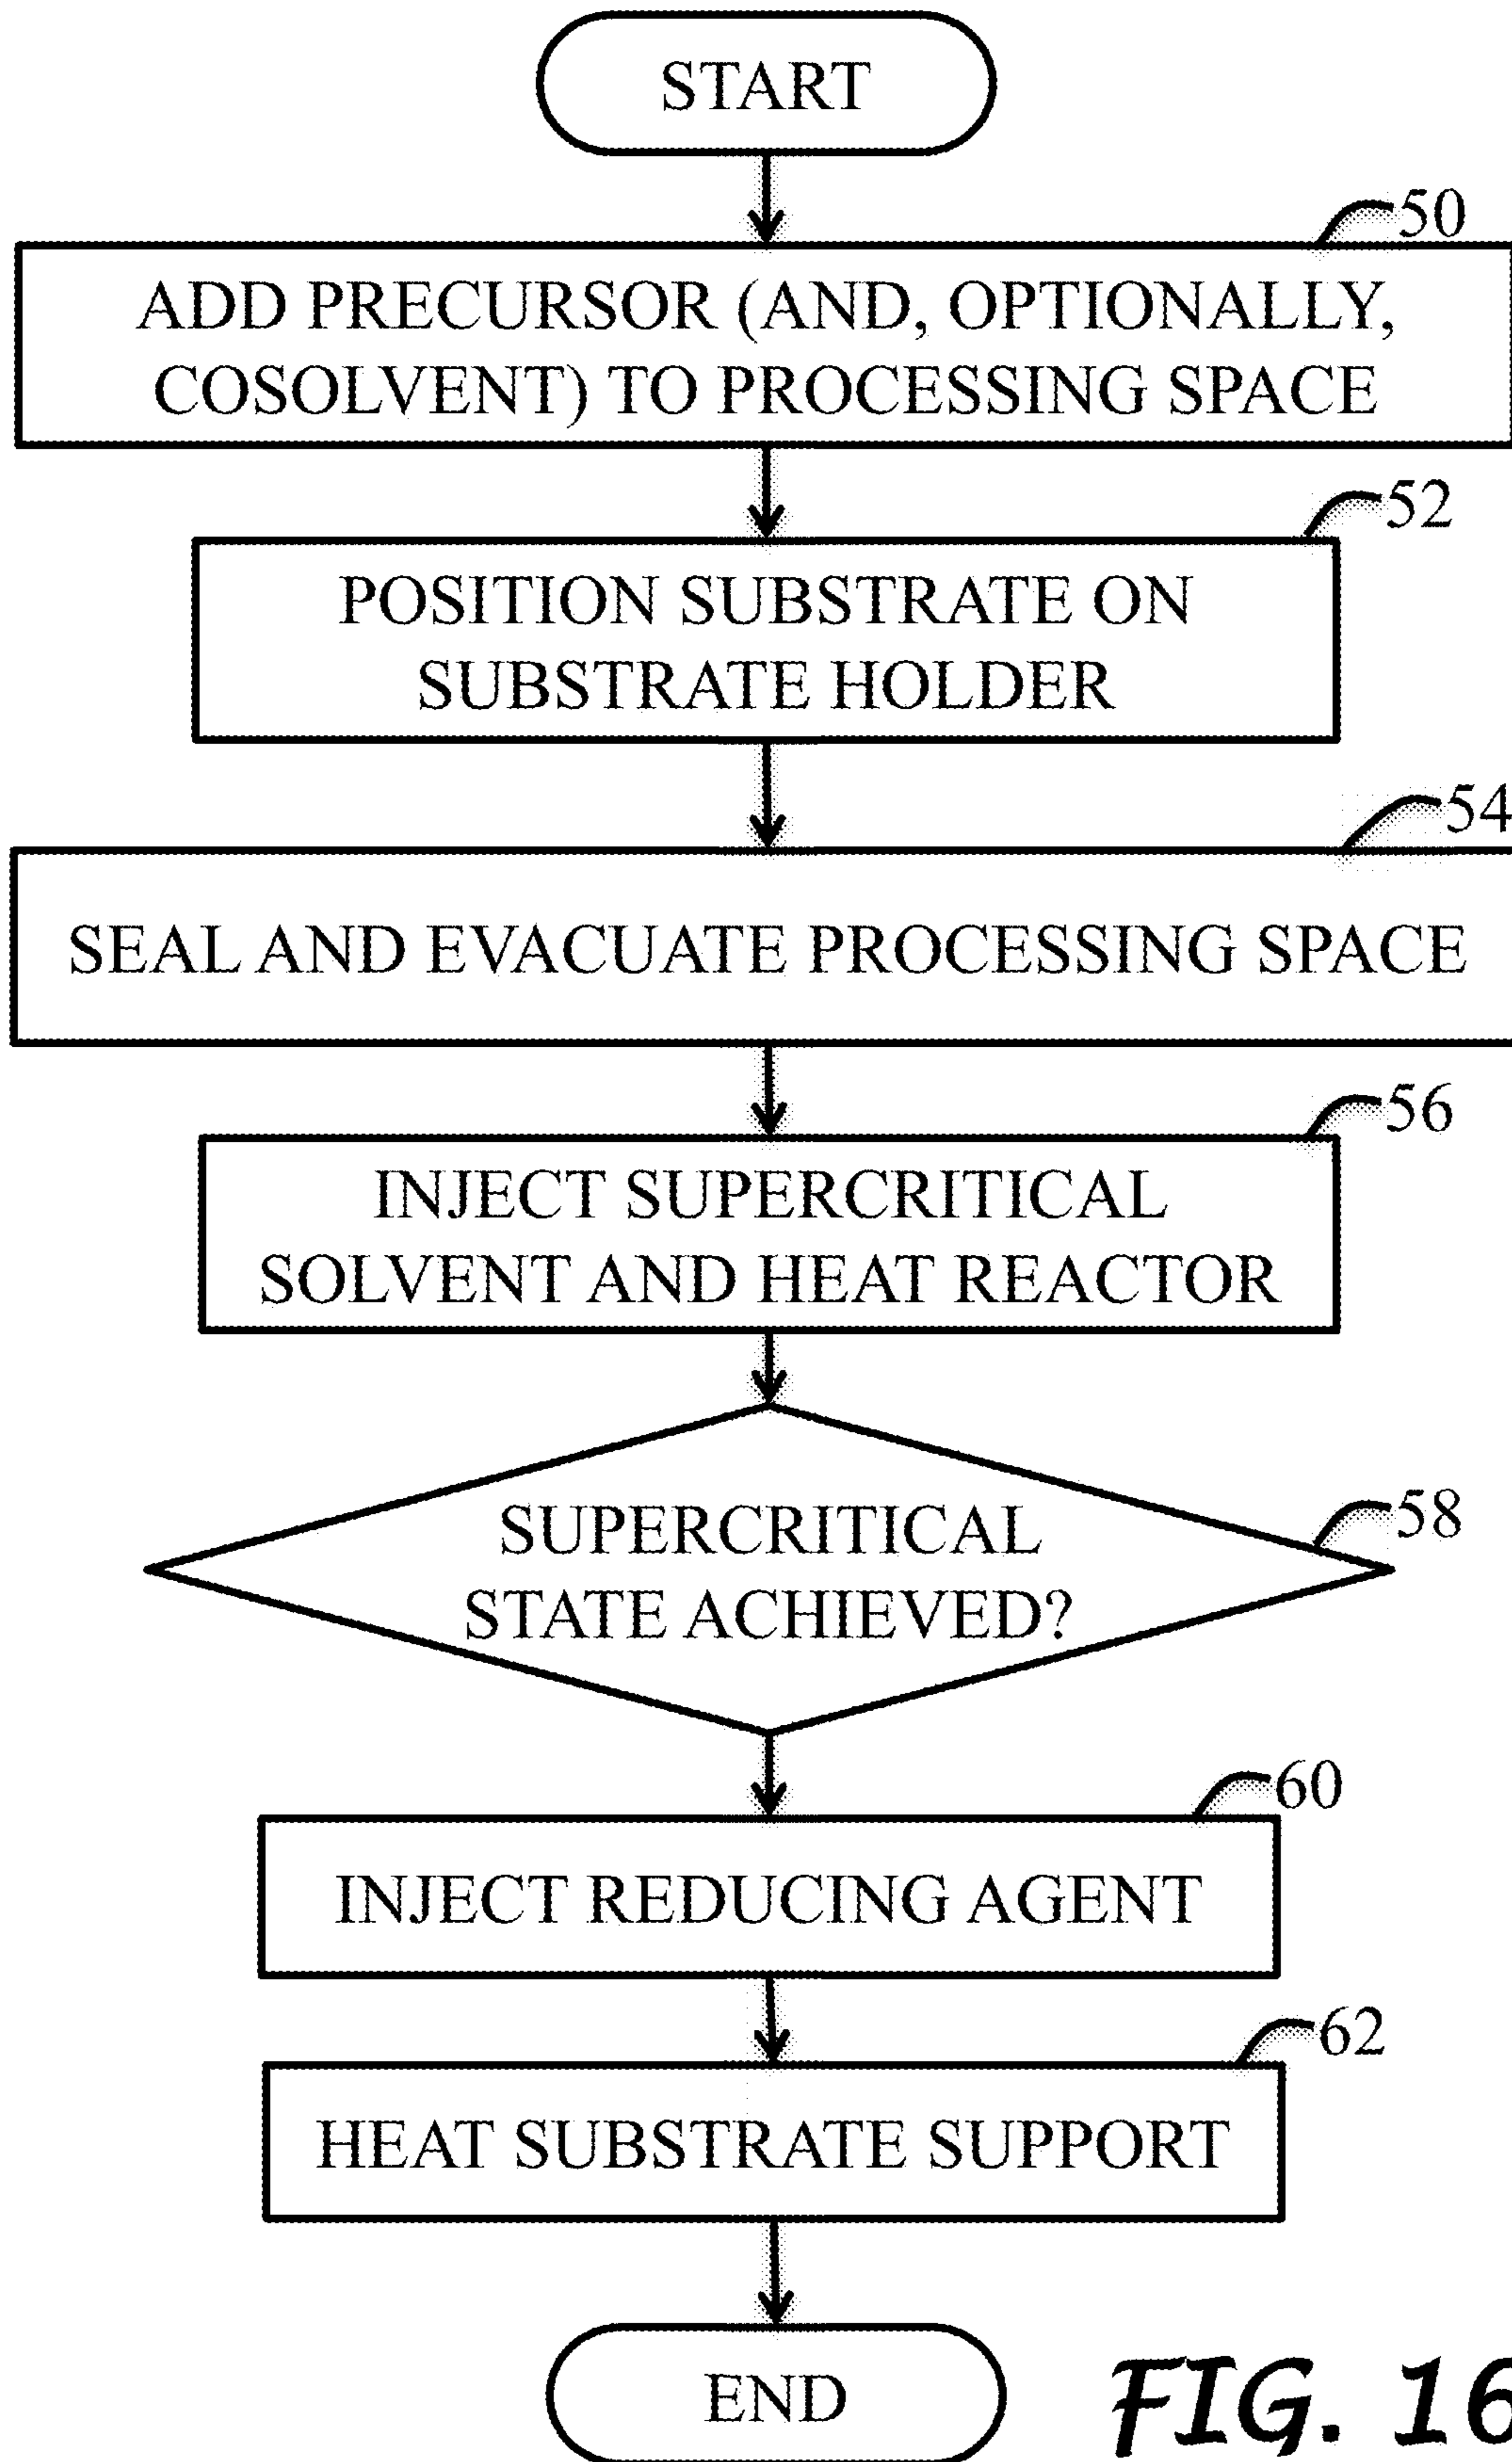 START
50
ADD PRECURSOR (AND, OPTIONALLY,
COSOLVENT) TO PROCESSING SPACE
52
POSITION SUBSTRATE ON
SUBSTRATE HOLDER
54
SEAL AND EVACUATE PROCESSING SPACE
56
INJECT SUPERCRITICAL
SOLVENT AND HEAT REACTOR
58
SUPERCRITICAL
STATE ACHIEVED?
60
INJECT REDUCING AGENT
62
HEAT SUBSTRATE SUPPORT
END
FIG. 16